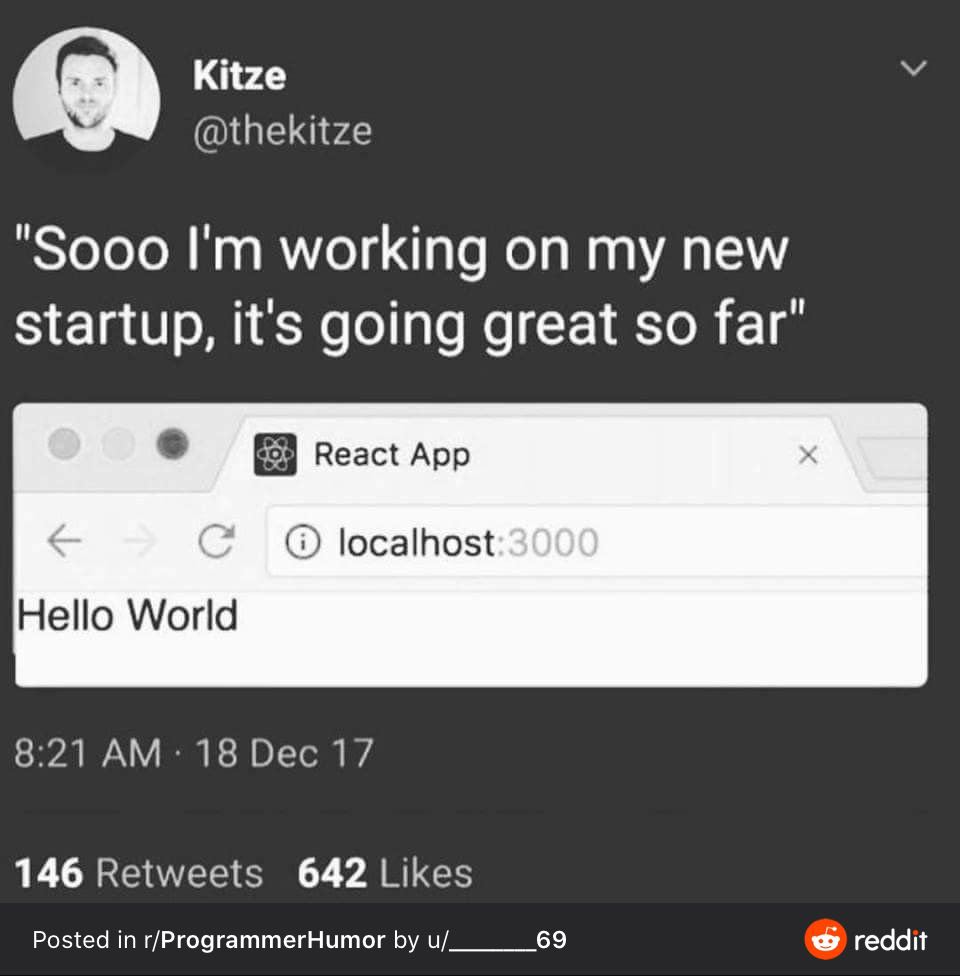 Kitze
@thekitze
"Sooo I'm working on my new
startup, it's going great so far"
React App
localhost:3000
Hello World
8:21 AM · 18 Dec 17
146 Retweets 642 Likes
Posted in r/ProgrammerHumor by u/_______69
reddit